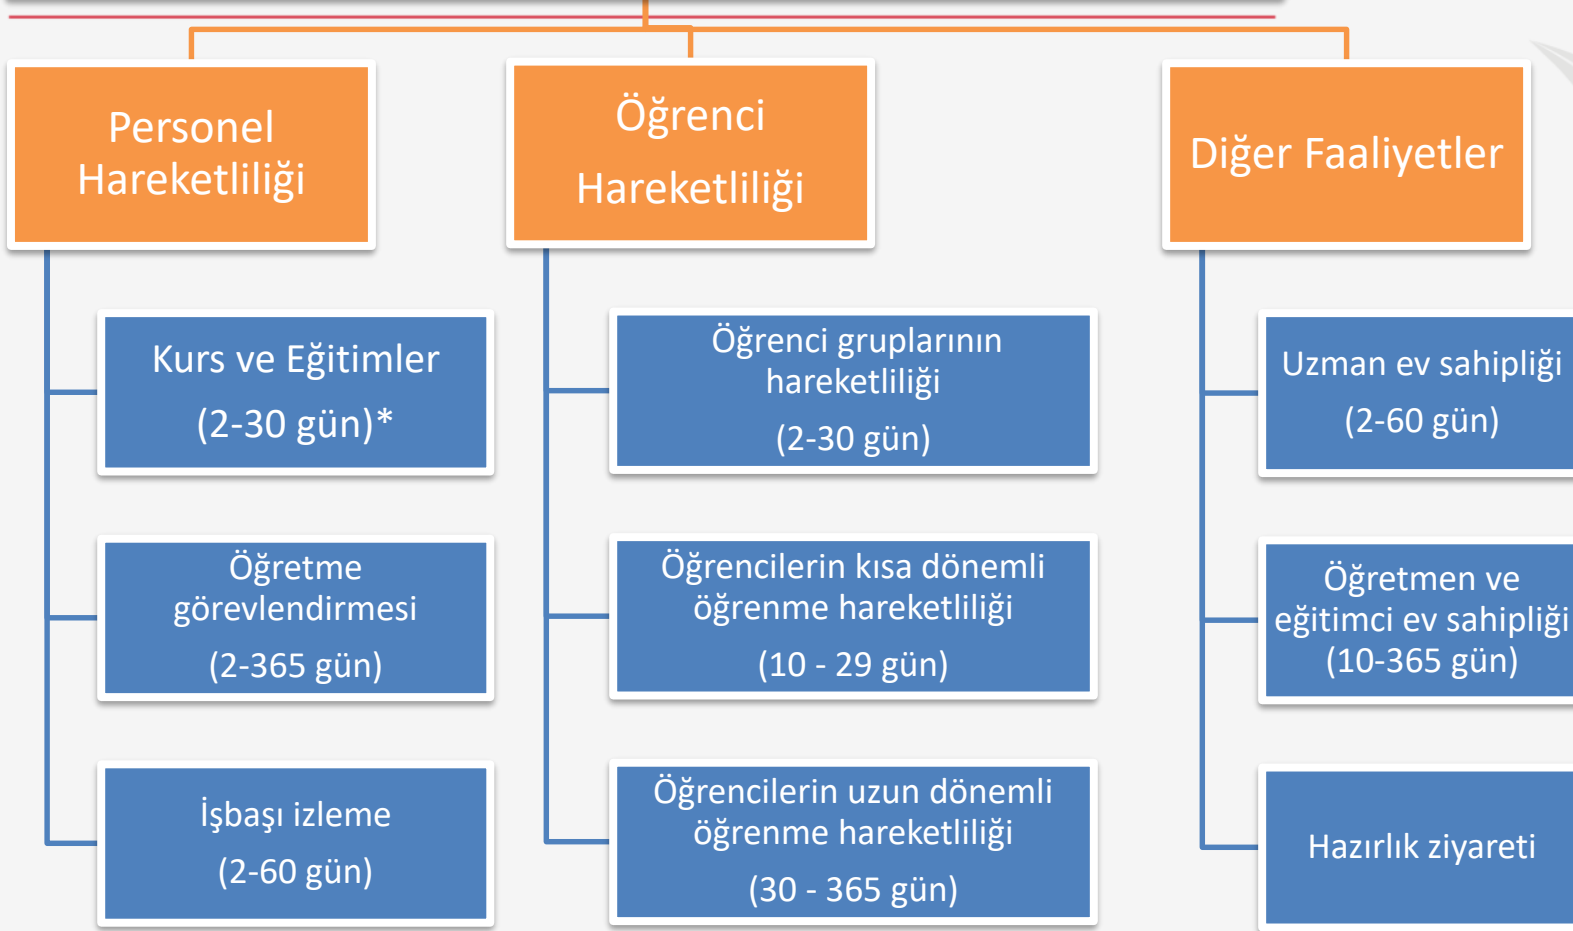 Personel
Hareketliliği
Kurs ve Eğitimler
(2-30 gün)*
Öğretme
görevlendirmesi
(2-365 gün)
İşbaşı izleme
(2-60 gün)
Öğrenci
Hareketliliği
Öğrenci gruplarının
hareketliliği
(2-30 gün)
Öğrencilerin kısa dönemli
öğrenme hareketliliği
(10 - 29 gün)
Öğrencilerin uzun dönemli
öğrenme hareketliliği
(30 - 365 gün)
Diğer Faaliyetler
Uzman ev sahipliği
(2-60 gün)
Öğretmen ve
eğitimci ev sahipliği
(10-365 gün)
Hazırlık ziyareti